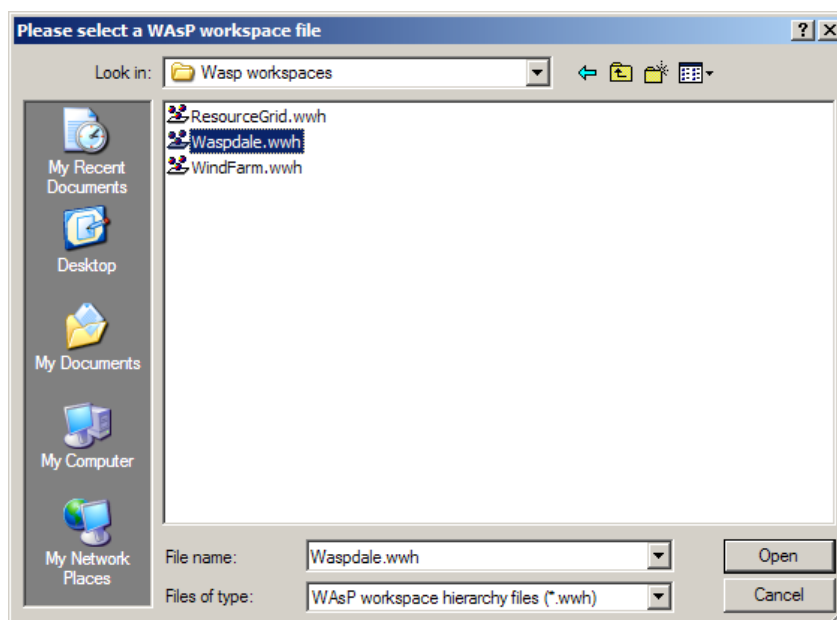 Please select a WAsP workspace file
Look in:
Wasp workspaces
ResourceGrid.wwh
Waspdale.wwh
WindFarm.wwh
My Recent
Documents
Desktop
My Documents
My Computer
My Network
Places
File name:
Waspdale.wwh
Open
Files of type:
WAsP workspace hierarchy files (*.wwh)
Cancel